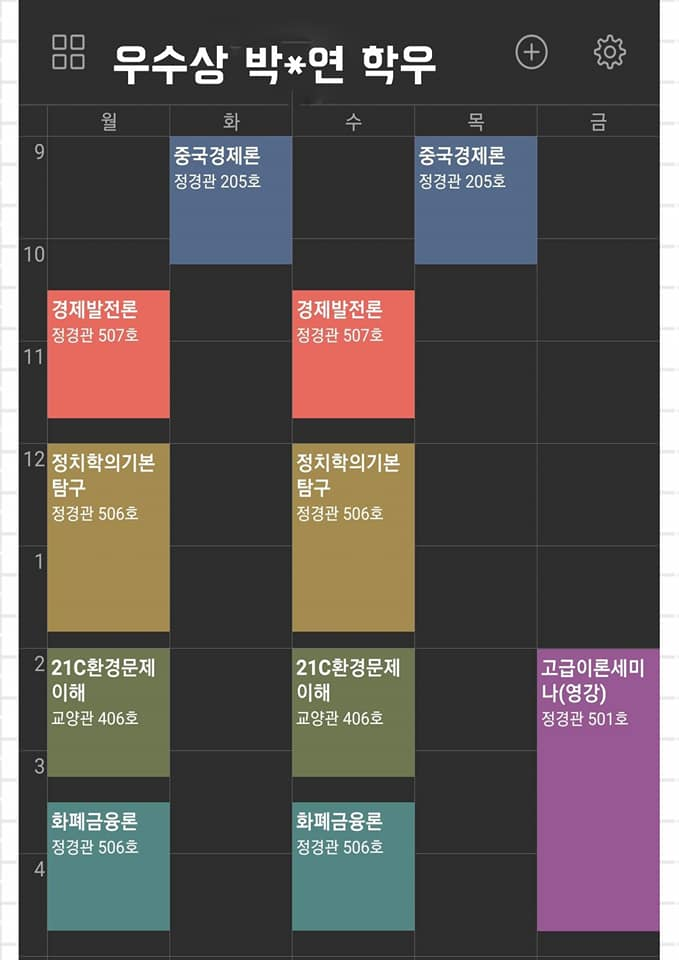 우수상 박*연 학우
월 화 수 목 금
9
중국경제론
정경관 205호
중국경제론
정경관 205호
10
경제발전론
정경관 507호
경제발전론
정경관 507호
11
12
정치학의기본
탐구
정경관 506호
정치학의기본
탐구
정경관 506호
1
2
21C환경문제
이해
교양관 406호
21C환경문제
이해
교양관 406호
고급이론세미
나(영강)
정경관 501호
3
화폐금융론
정경관 506호
화폐금융론
정경관 506호
4